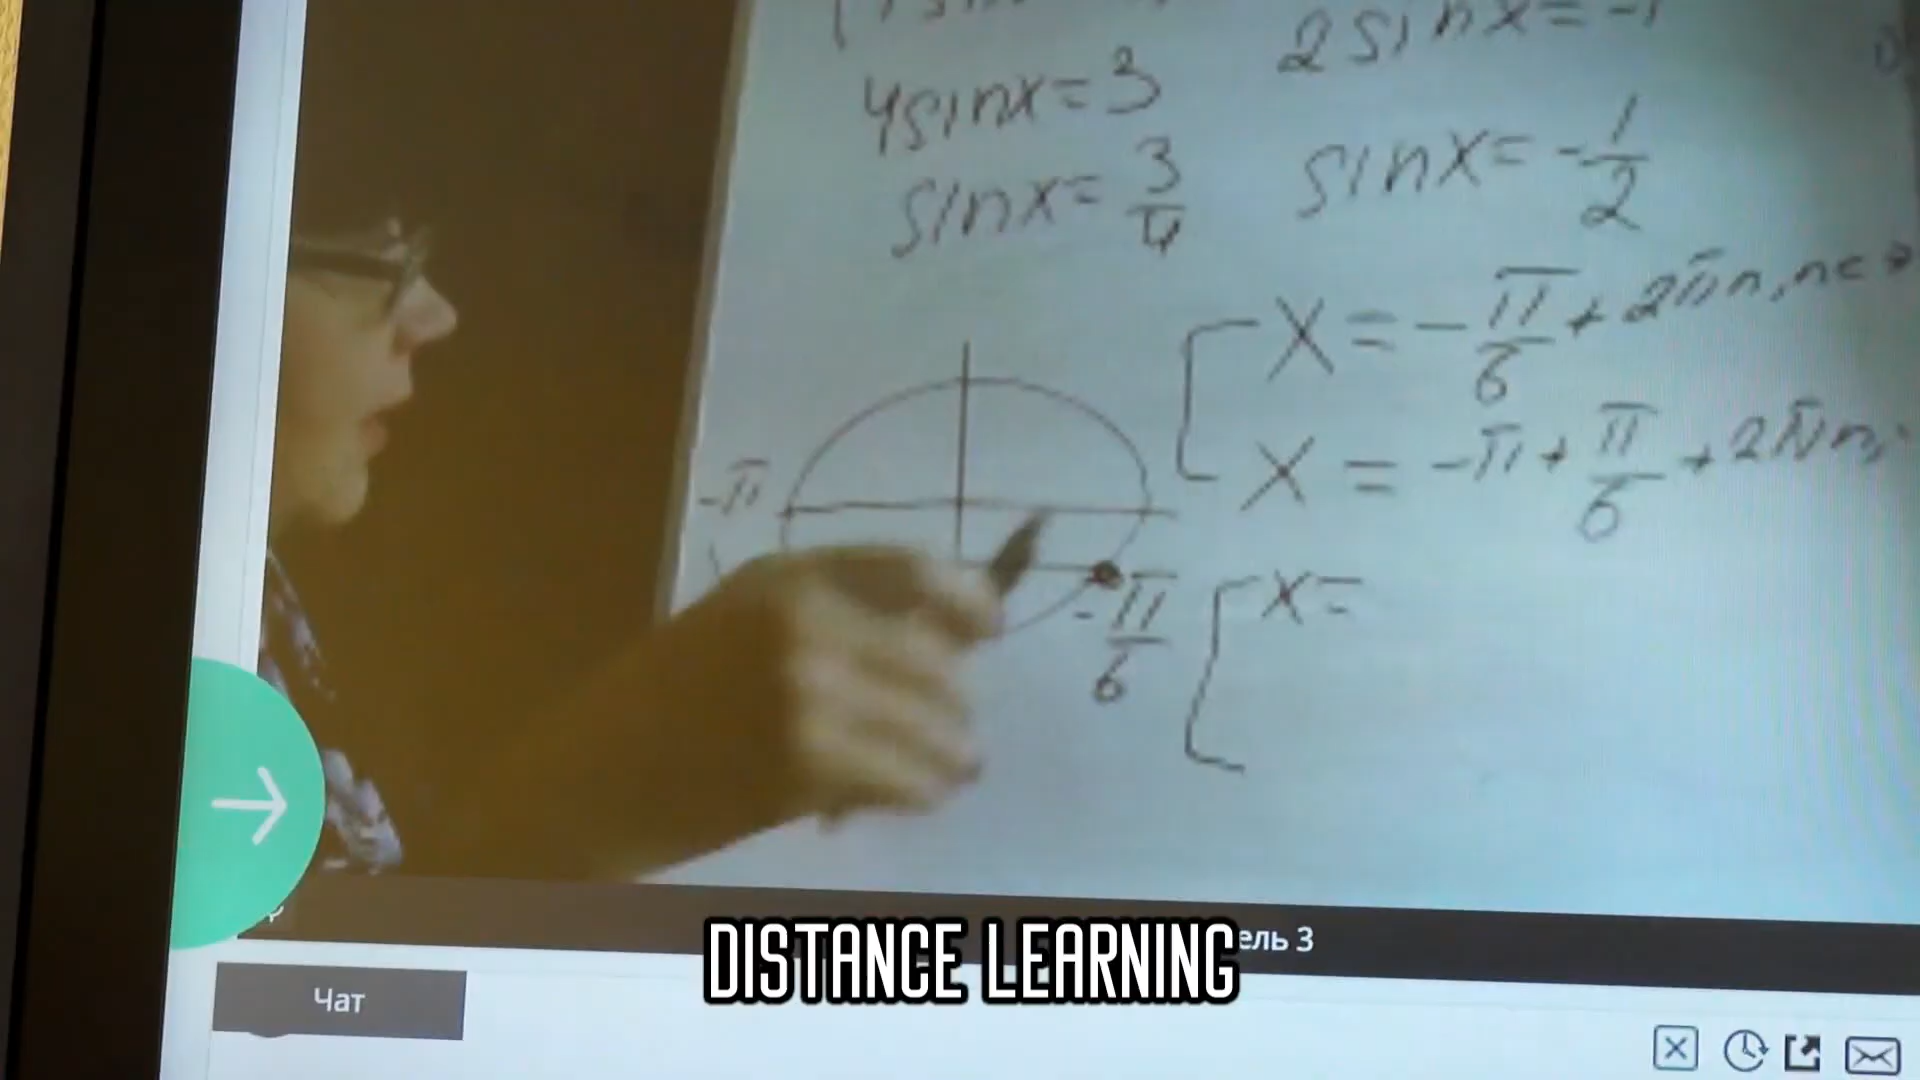 2sinx=-1
4sinx=3
sinx=3/4
sinx=-1/2
x=-π/6+2πn, n∈
x=-π+π/6+2πn,
-π
-π/6
x=
ель 3
DISTANCE LEARNING
Чат